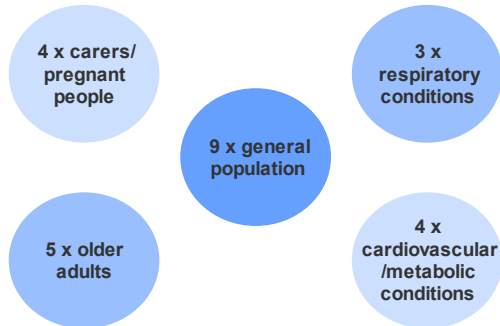 4 x carers/
pregnant
people
3 x
respiratory
conditions
9 x general
population
5 x older
adults
4 x
cardiovascular
/metabolic
conditions